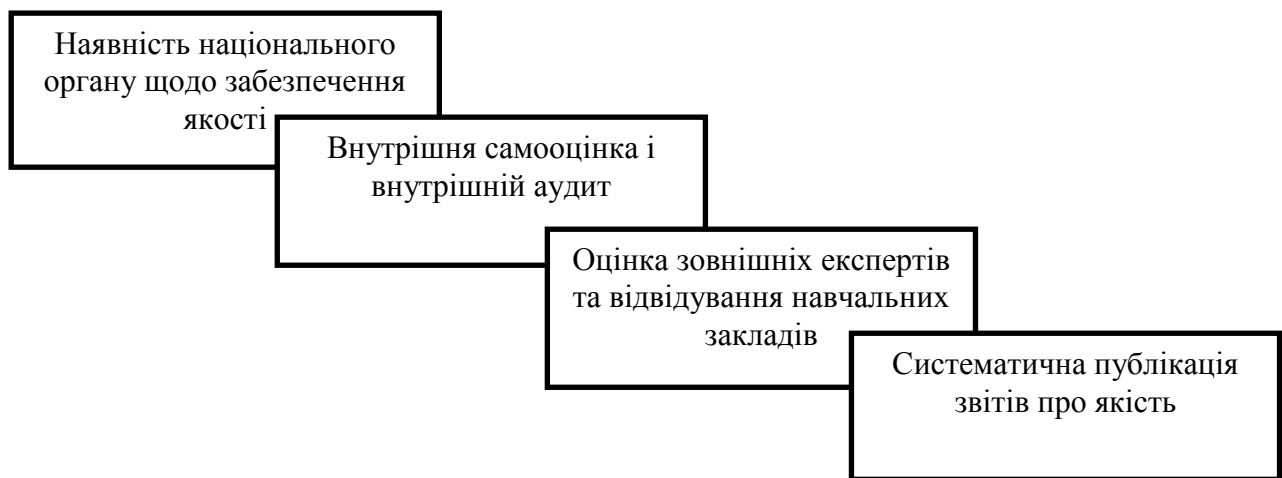 Наявність національного
органу щодо забезпечення
якості
Внутрішня самооцінка і
внутрішній аудит
Оцінка зовнішніх експертів
та відвідування навчальних
закладів
Систематична публікація
звітів про якість